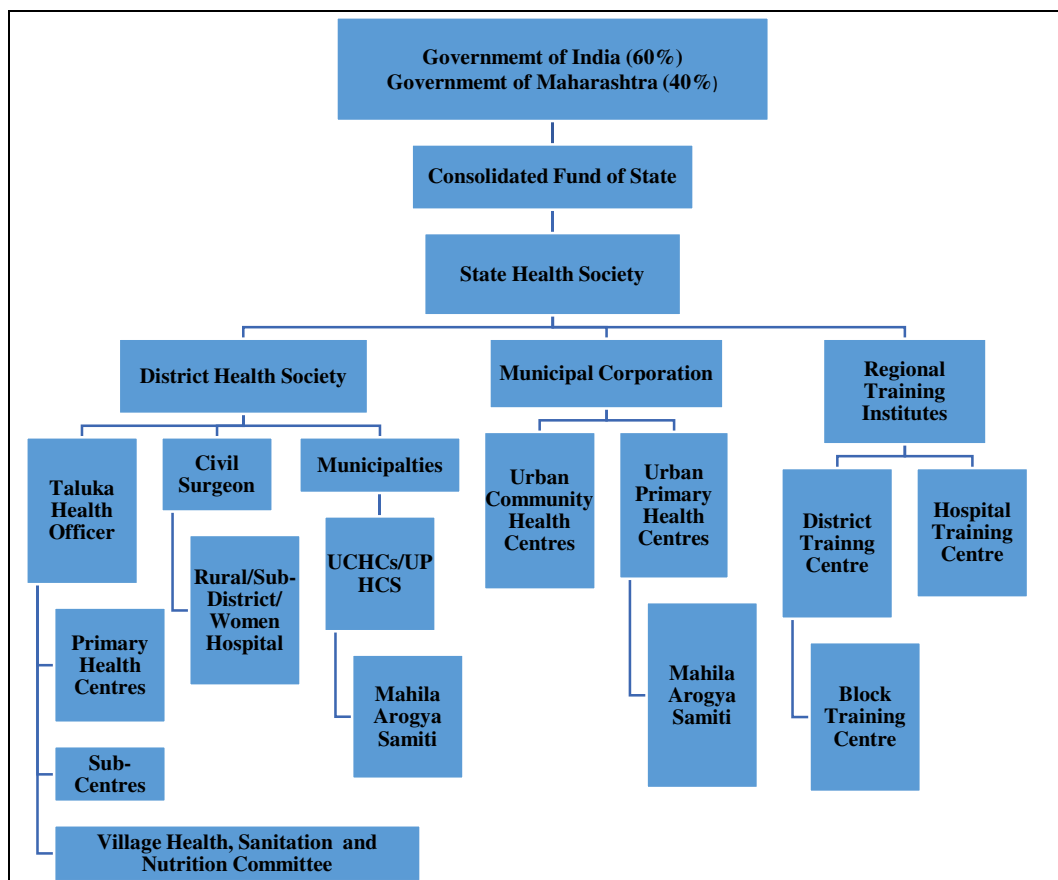 Governmemt of India (60%)
Governmemt of Maharashtra (40%)
Consolidated Fund of State
State Health Society
District Health Society
Municipal Corporation
Regional
Training
Institutes
Taluka
Health
Officer
Civil
Surgeon
Municipalties
Urban
Community
Health
Centres
Urban
Primary
Health
Centres
District
Trainng
Centre
Hospital
Training
Centre
Rural/Sub-
District/
Women
Hospital
UCHCs/UP
HCS
Primary
Health
Centres
Mahila
Arogya
Samiti
Mahila
Arogya
Samiti
Block
Training
Centre
Sub-
Centres
Village Health, Sanitation and
Nutrition Committee